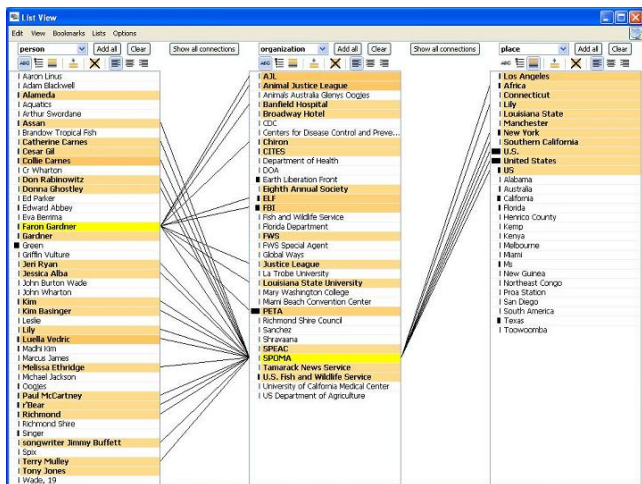 List View
Edit View Bookmarks Lists Options
person
Add all
Clear
Show all connections
organization
Add all
Clear
Show all connections
place
Add all
Clear
Aaron Linus
Adam Blackwell
Alameda
Aquatics
Arthur Swordane
Assan
Brandow Tropical Fish
Catherine Carnes
Cesar Gil
Collie Carnes
Cr Wharton
Don Rabinowitz
Donna Ghostley
Ed Parker
Edward Abbey
Eva Berrima
Faron Gardner
Gardner
Green
Griffin Vulture
Jeri Ryan
Jessica Alba
John Burton Wade
John Wharton
Kim
Kim Basinger
Leslie
Lily
Luella Vedric
Madhi Kim
Marcus James
Melissa Ethridge
Michael Jackson
Oogjes
Paul McCartney
r'Bear
Richmond
Richmond Shire
Singer
songwriter Jimmy Buffett
Spix
Terry Mulley
Tony Jones
Wade, 19
AJL
Animal Justice League
Animals Australia Glenys Oogjes
Banfield Hospital
Broadway Hotel
CDC
Centers for Disease Control and Preve...
Chiron
CITES
Department of Health
DOA
Earth Liberation Front
Eighth Annual Society
ELF
FBI
Fish and Wildlife Service
Florida Department
FWS
FWS Special Agent
Global Ways
Justice League
La Trobe University
Louisiana State University
Mary Washington College
Miami Beach Convention Center
PETA
Richmond Shire Council
Sanchez
Shravaana
SPEAC
SPOMA
Tamarack News Service
U.S. Fish and Wildlife Service
University of California Medical Center
US Department of Agriculture
Los Angeles
Africa
Connecticut
Lily
Louisiana State
Manchester
New York
Southern California
U.S.
United States
US
Alabama
Australia
California
Florida
Henrico County
Kemp
Kenya
Melbourne
Miami
Ms
New Guinea
Northeast Congo
Proa Station
San Diego
South America
Texas
Toowoomba